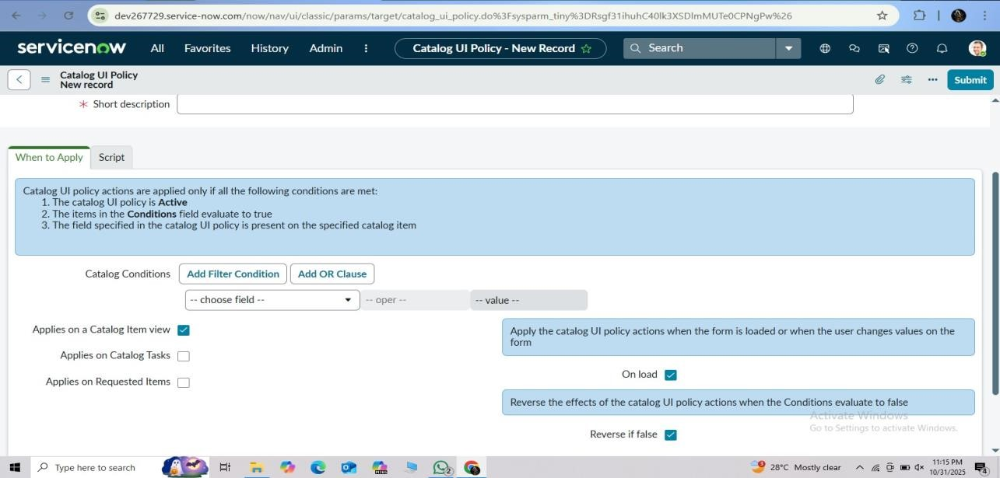 dev267729.service-now.com/now/nav/ui/classic/params/target/catalog_ui_policy.do%3Fsysparm_tiny%3DRsgf31ihuhC40lk3XSDlmMUTe0CPNgPw%26
servicenow All Favorites History Admin Catalog UI Policy - New Record Search
Catalog UI Policy
New record
Submit
* Short description
When to Apply Script
Catalog UI policy actions are applied only if all the following conditions are met:
1. The catalog UI policy is Active
2. The items in the Conditions field evaluate to true
3. The field specified in the catalog UI policy is present on the specified catalog item
Catalog Conditions Add Filter Condition Add OR Clause
-- choose field -- -- oper -- -- value --
Applies on a Catalog Item view
Apply the catalog UI policy actions when the form is loaded or when the user changes values on the
form
Applies on Catalog Tasks
On load
Applies on Requested Items
Reverse the effects of the catalog UI policy actions when the Conditions evaluate to false
Activate Windows
Go to Settings to activate Windows.
Reverse if false
Type here to search
2
3
28°C Mostly clear
11:15 PM
10/31/2025